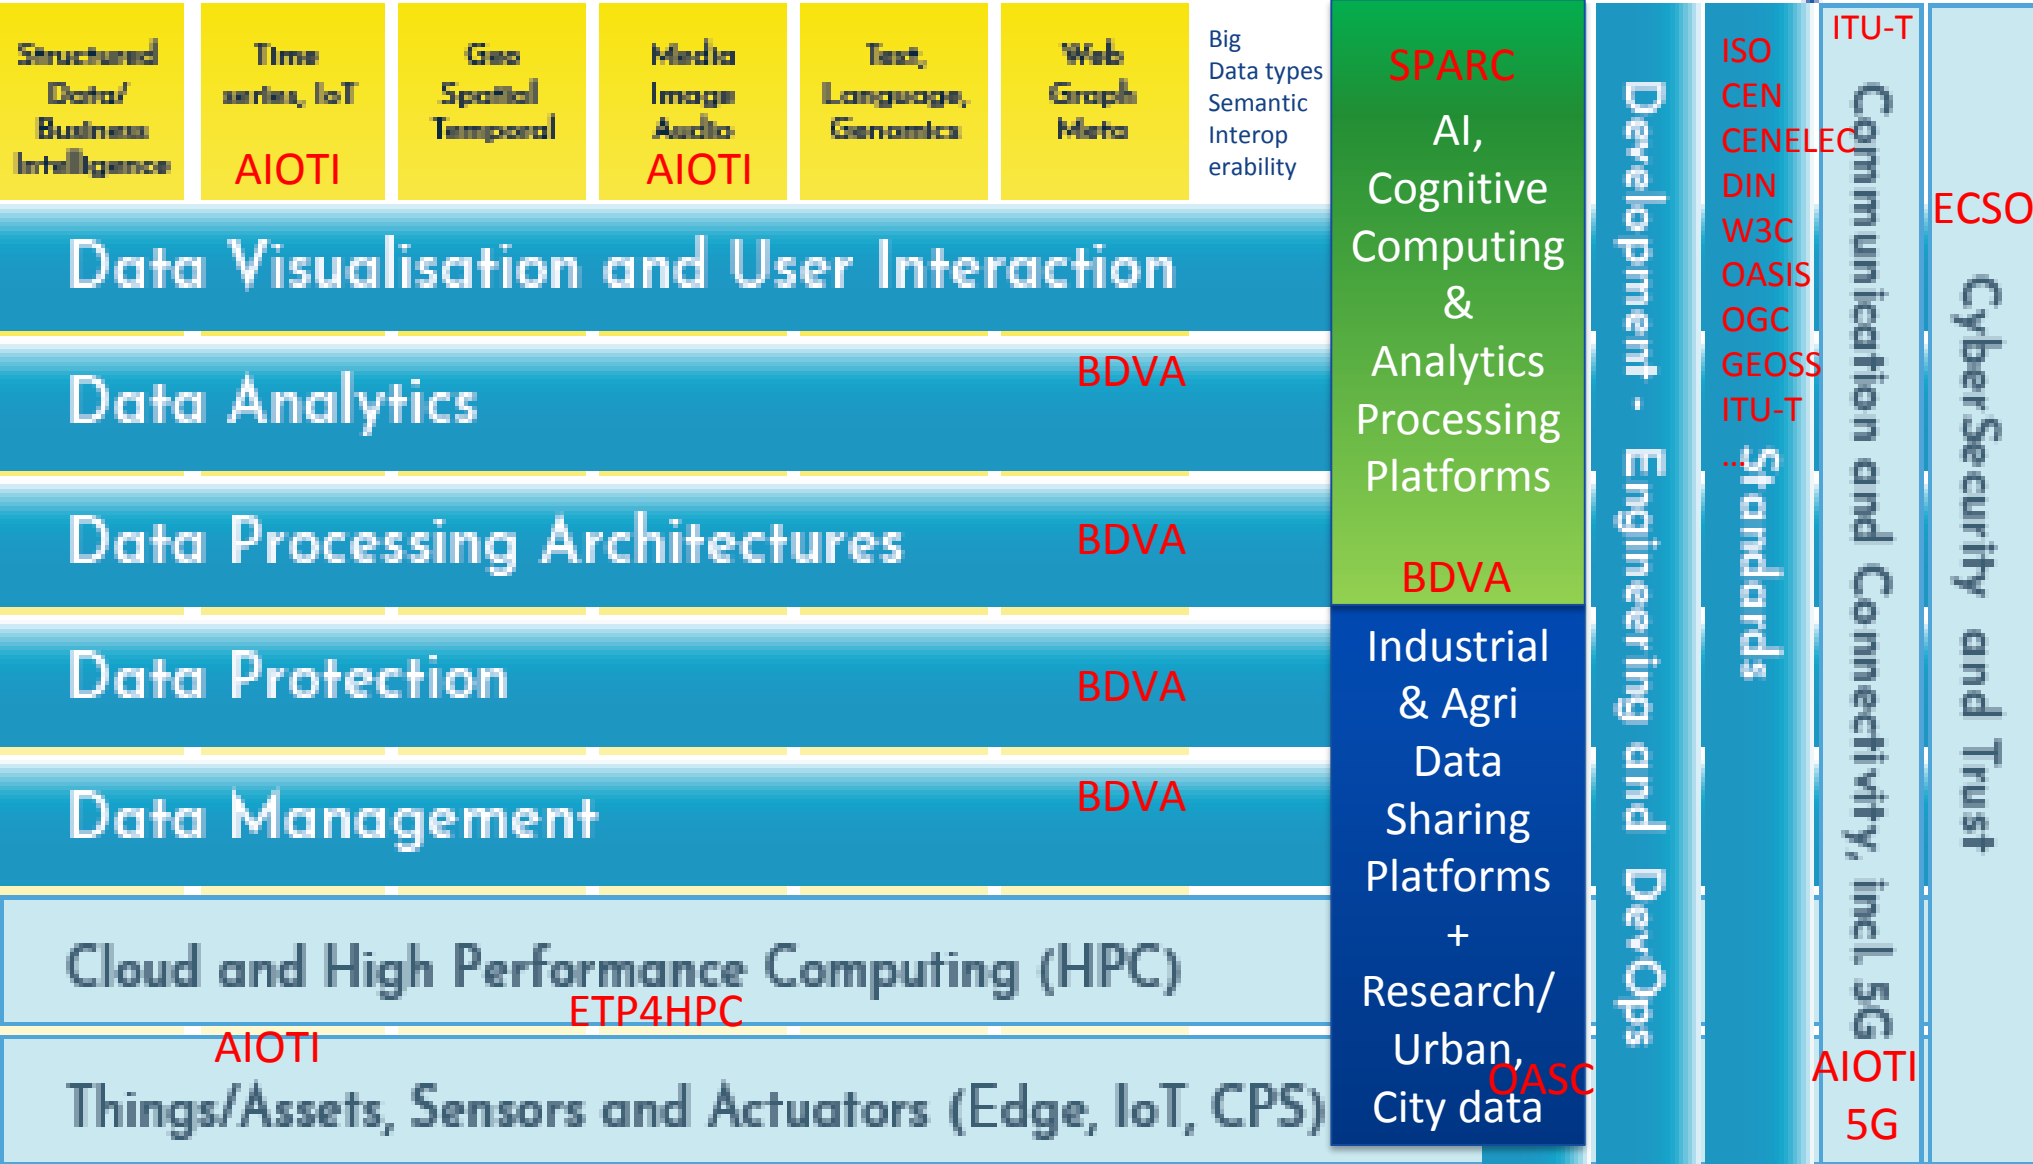 Structured
Data/
Business
Intelligence
Time
series, IoT
AIOTI
Geo
Spatial
Temporal
Media
Image
Audio
AIOTI
Text,
Language,
Genomics
Web
Graph
Meta
Big
Data types
Semantic
Interop
erability
Data Visualisation and User Interaction
BDVA
Data Analytics
Data Processing Architectures BDVA
Data Protection BDVA
Data Management BDVA
Cloud and High Performance Computing (HPC)
ETP4HPC
AIOTI
Things/Assets, Sensors and Actuators (Edge, IoT, CPS)
SPARC
AI,
Cognitive
Computing
&
Analytics
Processing
Platforms
BDVA
Industrial
& Agri
Data
Sharing
Platforms
+
Research/
Urban,
City data
OASC
Development - Engineering and DevOps
ISO
CEN
CENELEC
DIN
W3C
OASIS
OGC
GEOSS
ITU-T
...
Standards
ITU-T
Communication and Connectivity, incl. 5G
AIOTI
5G
ECSO
CyberSecurity and Trust